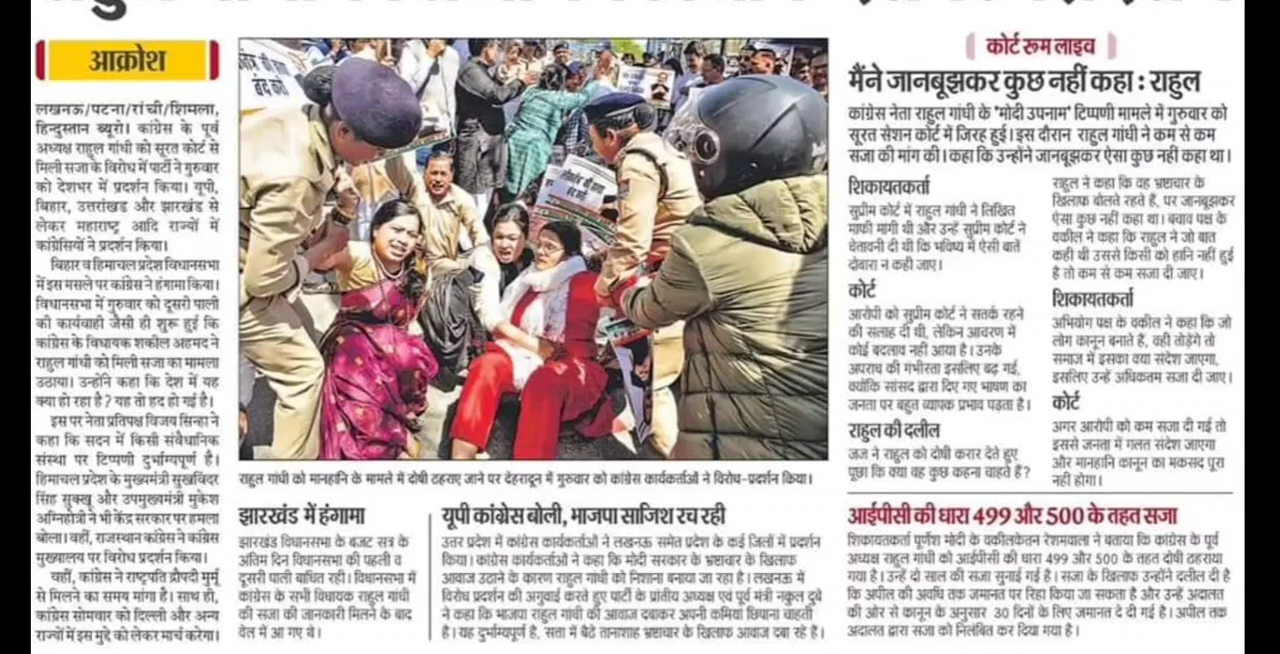 आक्रोश
लखनऊ/पटना/रांची/शिमला,
हिन्दुस्तान ब्यूरो। कांग्रेस के पूर्व
अध्यक्ष राहुल गांधी को सूरत कोर्ट से
मिली सजा के विरोध में पार्टी ने गुरुवार
को देशभर में प्रदर्शन किया। यूपी,
बिहार, उत्तराखंड और झारखंड से
लेकर महाराष्ट्र आदि राज्यों में
कांग्रेसियों ने प्रदर्शन किया।
बिहार व हिमाचल प्रदेश विधानसभा
में इस मसले पर कांग्रेस ने हंगामा किया।
विधानसभा में गुरुवार को दूसरी पाली
की कार्यवाही जैसी ही शुरू हुई कि
कांग्रेस के विधायक शकील अहमद ने
राहुल गांधी को मिली सजा का मामला
उठाया। उन्होंने कहा कि देश में यह
क्या हो रहा है? यह तो हद हो गई है।
इस पर नेता प्रतिपक्ष विजय सिन्हा ने
कहा कि सदन में किसी संवैधानिक
संस्था पर टिप्पणी दुर्भाग्यपूर्ण है।
हिमाचल प्रदेश के मुख्यमंत्री सुखविंदर
सिंह सुक्खू और उपमुख्यमंत्री मुकेश
अग्निहोत्री ने भी केंद्र सरकार पर हमला
बोला। वहीं, राजस्थान कांग्रेस ने कांग्रेस
मुख्यालय पर विरोध प्रदर्शन किया।
वहीं, कांग्रेस ने राष्ट्रपति द्रौपदी मुर्मू
से मिलने का समय मांगा है। साथ ही,
कांग्रेस सोमवार को दिल्ली और अन्य
राज्यों में इस मुद्दे को लेकर मार्च करेगा।
बंद करो
राहुल गांधी को मानहानि के मामले में दोषी ठहराए जाने पर देहरादून में गुरुवार को कांग्रेस कार्यकर्ताओं ने विरोध-प्रदर्शन किया।
झारखंड में हंगामा
झारखंड विधानसभा के बजट सत्र के
अंतिम दिन विधानसभा की पहली व
दूसरी पाली बाधित रही। विधानसभा में
कांग्रेस के सभी विधायक राहुल गांधी
की सजा की जानकारी मिलने के बाद
वेल में आ गए थे।
यूपी कांग्रेस बोली, भाजपा साजिश रच रही
उत्तर प्रदेश में कांग्रेस कार्यकर्ताओं ने लखनऊ समेत प्रदेश के कई जिलों में प्रदर्शन
किया। कांग्रेस कार्यकर्ताओं ने कहा कि मोदी सरकार के भ्रष्टाचार के खिलाफ
आवाज उठाने के कारण राहुल गांधी को निशाना बनाया जा रहा है। लखनऊ में
विरोध प्रदर्शन की अगुवाई करते हुए पार्टी के प्रांतीय अध्यक्ष एवं पूर्व मंत्री नकुल दुबे
ने कहा कि भाजपा राहुल गांधी की आवाज दबाकर अपनी कमियां छिपाना चाहती
है। यह दुर्भाग्यपूर्ण है, सत्ता में बैठे तानाशाह भ्रष्टाचार के खिलाफ आवाज दबा रहे हैं।
कोर्ट रूम लाइव
मैंने जानबूझकर कुछ नहीं कहा : राहुल
कांग्रेस नेता राहुल गांधी के 'मोदी उपनाम' टिप्पणी मामले में गुरुवार को
सूरत सेशन कोर्ट में जिरह हुई। इस दौरान राहुल गांधी ने कम से कम
सजा की मांग की। कहा कि उन्होंने जानबूझकर ऐसा कुछ नहीं कहा था।
शिकायतकर्ता
सुप्रीम कोर्ट में राहुल गांधी ने लिखित
माफी मांगी थी और उन्हें सुप्रीम कोर्ट ने
चेतावनी दी थी कि भविष्य में ऐसी बातें
दोबारा न कही जाए।
कोर्ट
आरोपी को सुप्रीम कोर्ट ने सतर्क रहने
की सलाह दी थी, लेकिन आचरण में
कोई बदलाव नहीं आया है। उनके
अपराध की गंभीरता इसलिए बढ़ गई,
क्योंकि सांसद द्वारा दिए गए भाषण का
जनता पर बहुत व्यापक प्रभाव पड़ता है।
राहुल की दलील
जज ने राहुल को दोषी करार देते हुए
पूछा कि क्या वह कुछ कहना चाहते हैं?
राहुल ने कहा कि वह भ्रष्टाचार के
खिलाफ बोलते रहते हैं, पर जानबूझकर
ऐसा कुछ नहीं कहा था। बचाव पक्ष के
वकील ने कहा कि राहुल ने जो बात
कही थी उससे किसी को हानि नहीं हुई
है तो कम से कम सजा दी जाए।
शिकायतकर्ता
अभियोग पक्ष के वकील ने कहा कि जो
लोग कानून बनाते हैं, वही तोड़ेंगे तो
समाज में इसका क्या संदेश जाएगा,
इसलिए उन्हें अधिकतम सजा दी जाए।
कोर्ट
अगर आरोपी को कम सजा दी गई तो
इससे जनता में गलत संदेश जाएगा
और मानहानि कानून का मकसद पूरा
नहीं होगा।
आईपीसी की धारा 499 और 500 के तहत सजा
शिकायतकर्ता पूर्णेश मोदी के वकील केतन रेशमवाला ने बताया कि कांग्रेस के पूर्व
अध्यक्ष राहुल गांधी को आईपीसी की धारा 499 और 500 के तहत दोषी ठहराया
गया है। उन्हें दो साल की सजा सुनाई गई है। सजा के खिलाफ उन्होंने दलील दी है
कि अपील की अवधि तक जमानत पर रिहा किया जा सकता है और उन्हें अदालत
की ओर से कानून के अनुसार 30 दिनों के लिए जमानत दे दी गई है। अपील तक
अदालत द्वारा सजा को निलंबित कर दिया गया है।